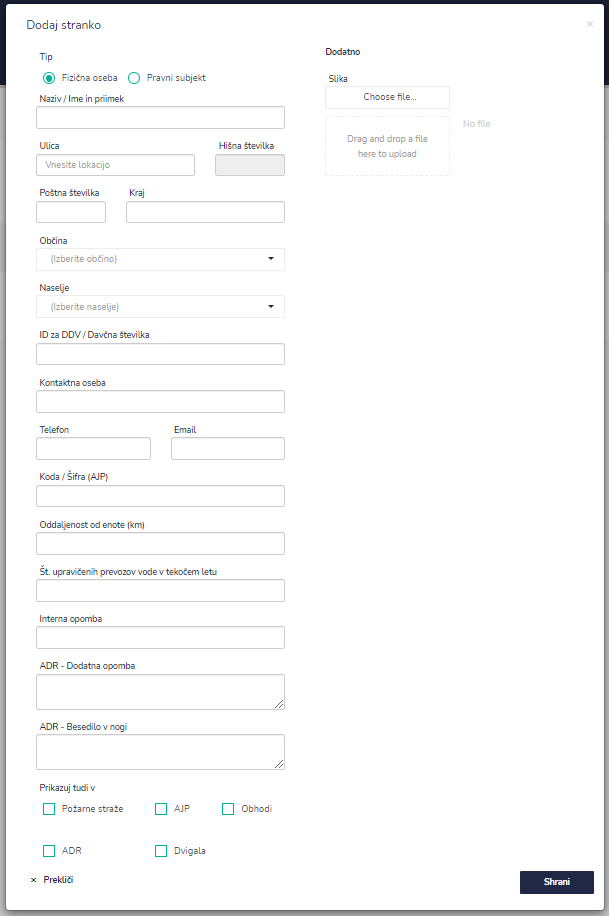 Dodaj stranko
×
Tip
Fizična oseba
Pravni subjekt
Naziv / Ime in priimek
Ulica
Hišna številka
Vnesite lokacijo
Poštna številka
Kraj
Občina
(Izberite občino)
Naselje
(Izberite naselje)
ID za DDV / Davčna številka
Kontaktna oseba
Telefon
Email
Koda / Šifra (AJP)
Oddaljenost od enote (km)
Št. upravičenih prevozov vode v tekočem letu
Interna opomba
ADR - Dodatna opomba
ADR - Besedilo v nogi
Prikazuj tudi v
Požarne straže
AJP
Obhodi
ADR
Dvigala
× Prekliči
Dodatno
Slika
Choose file...
Drag and drop a file
here to upload
No file
Shrani